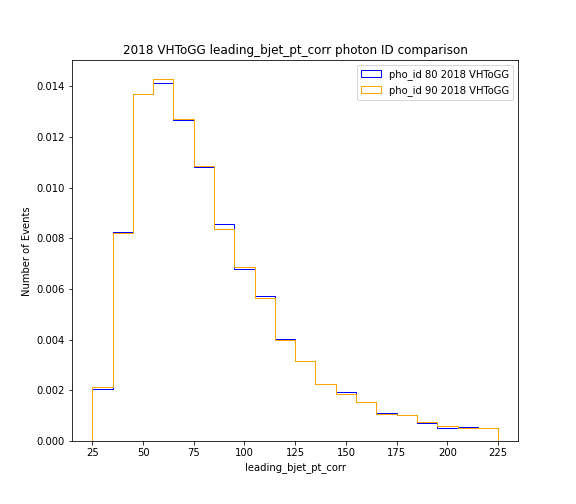 2018 VHToGG leading_bjet_pt_corr photon ID comparison
pho_id 80 2018 VHToGG
pho_id 90 2018 VHToGG
Number of Events
0.014
0.012
0.010
0.008
0.006
0.004
0.002
0.000
25 50 75 100 125 150 175 200 225
leading_bjet_pt_corr